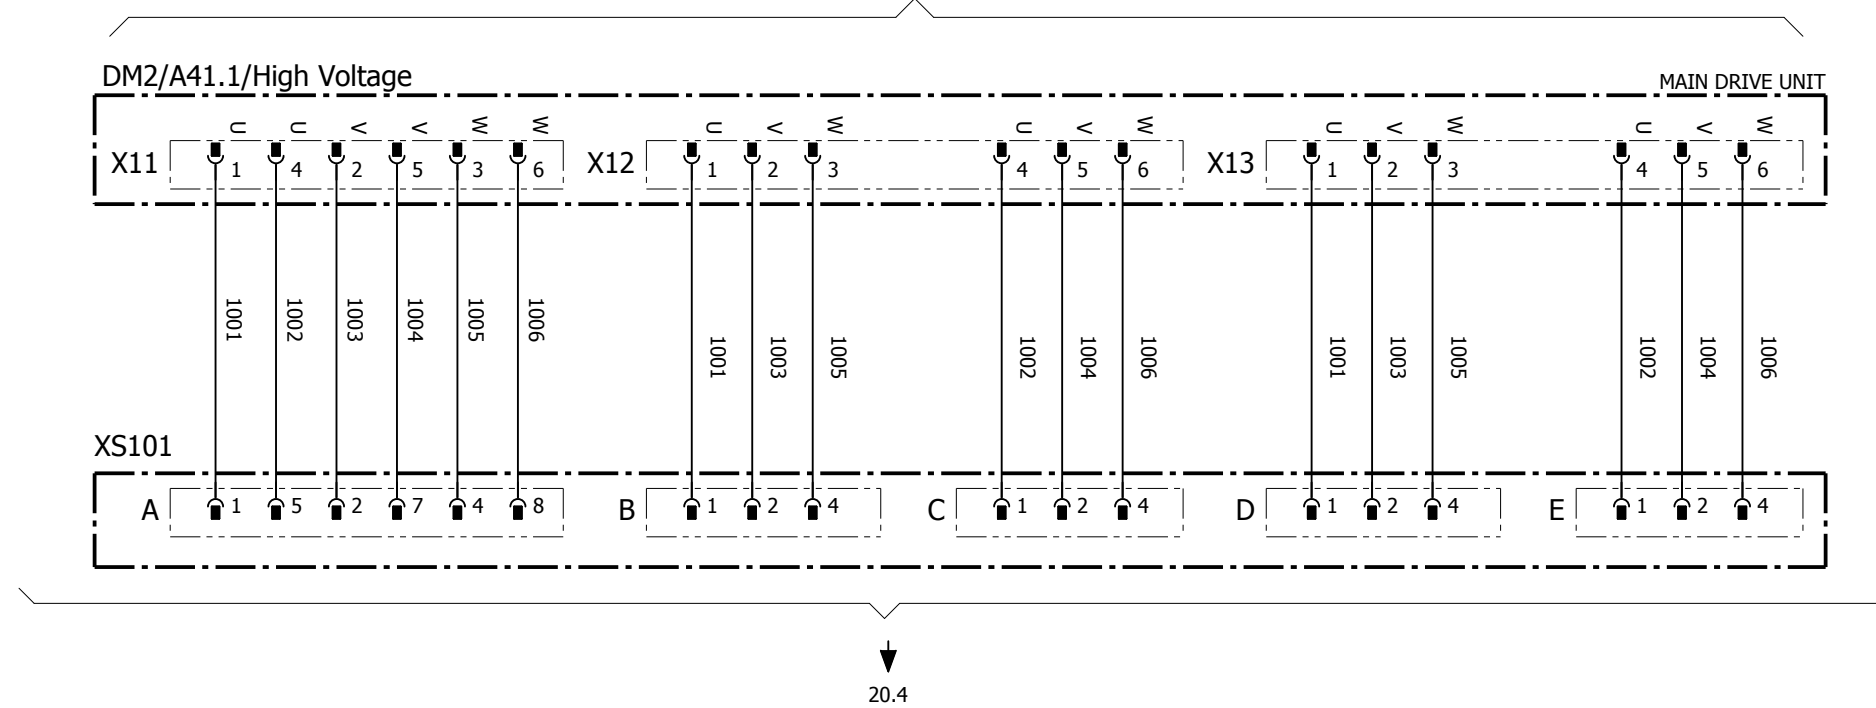 DM2/A41.1/High Voltage
MAIN DRIVE UNIT
U U V V W W U V W U V W U V W U V W
X11 1 4 2 5 3 6 X12 1 2 3 4 5 6 X13 1 2 3 4 5 6
1001 1002 1003 1004 1005 1006
1001 1003 1005 1002 1004 1006 1001 1003 1005 1002 1004 1006
XS101
A 1 5 2 7 4 8 B 1 2 4 C 1 2 4 D 1 2 4 E 1 2 4
20.4